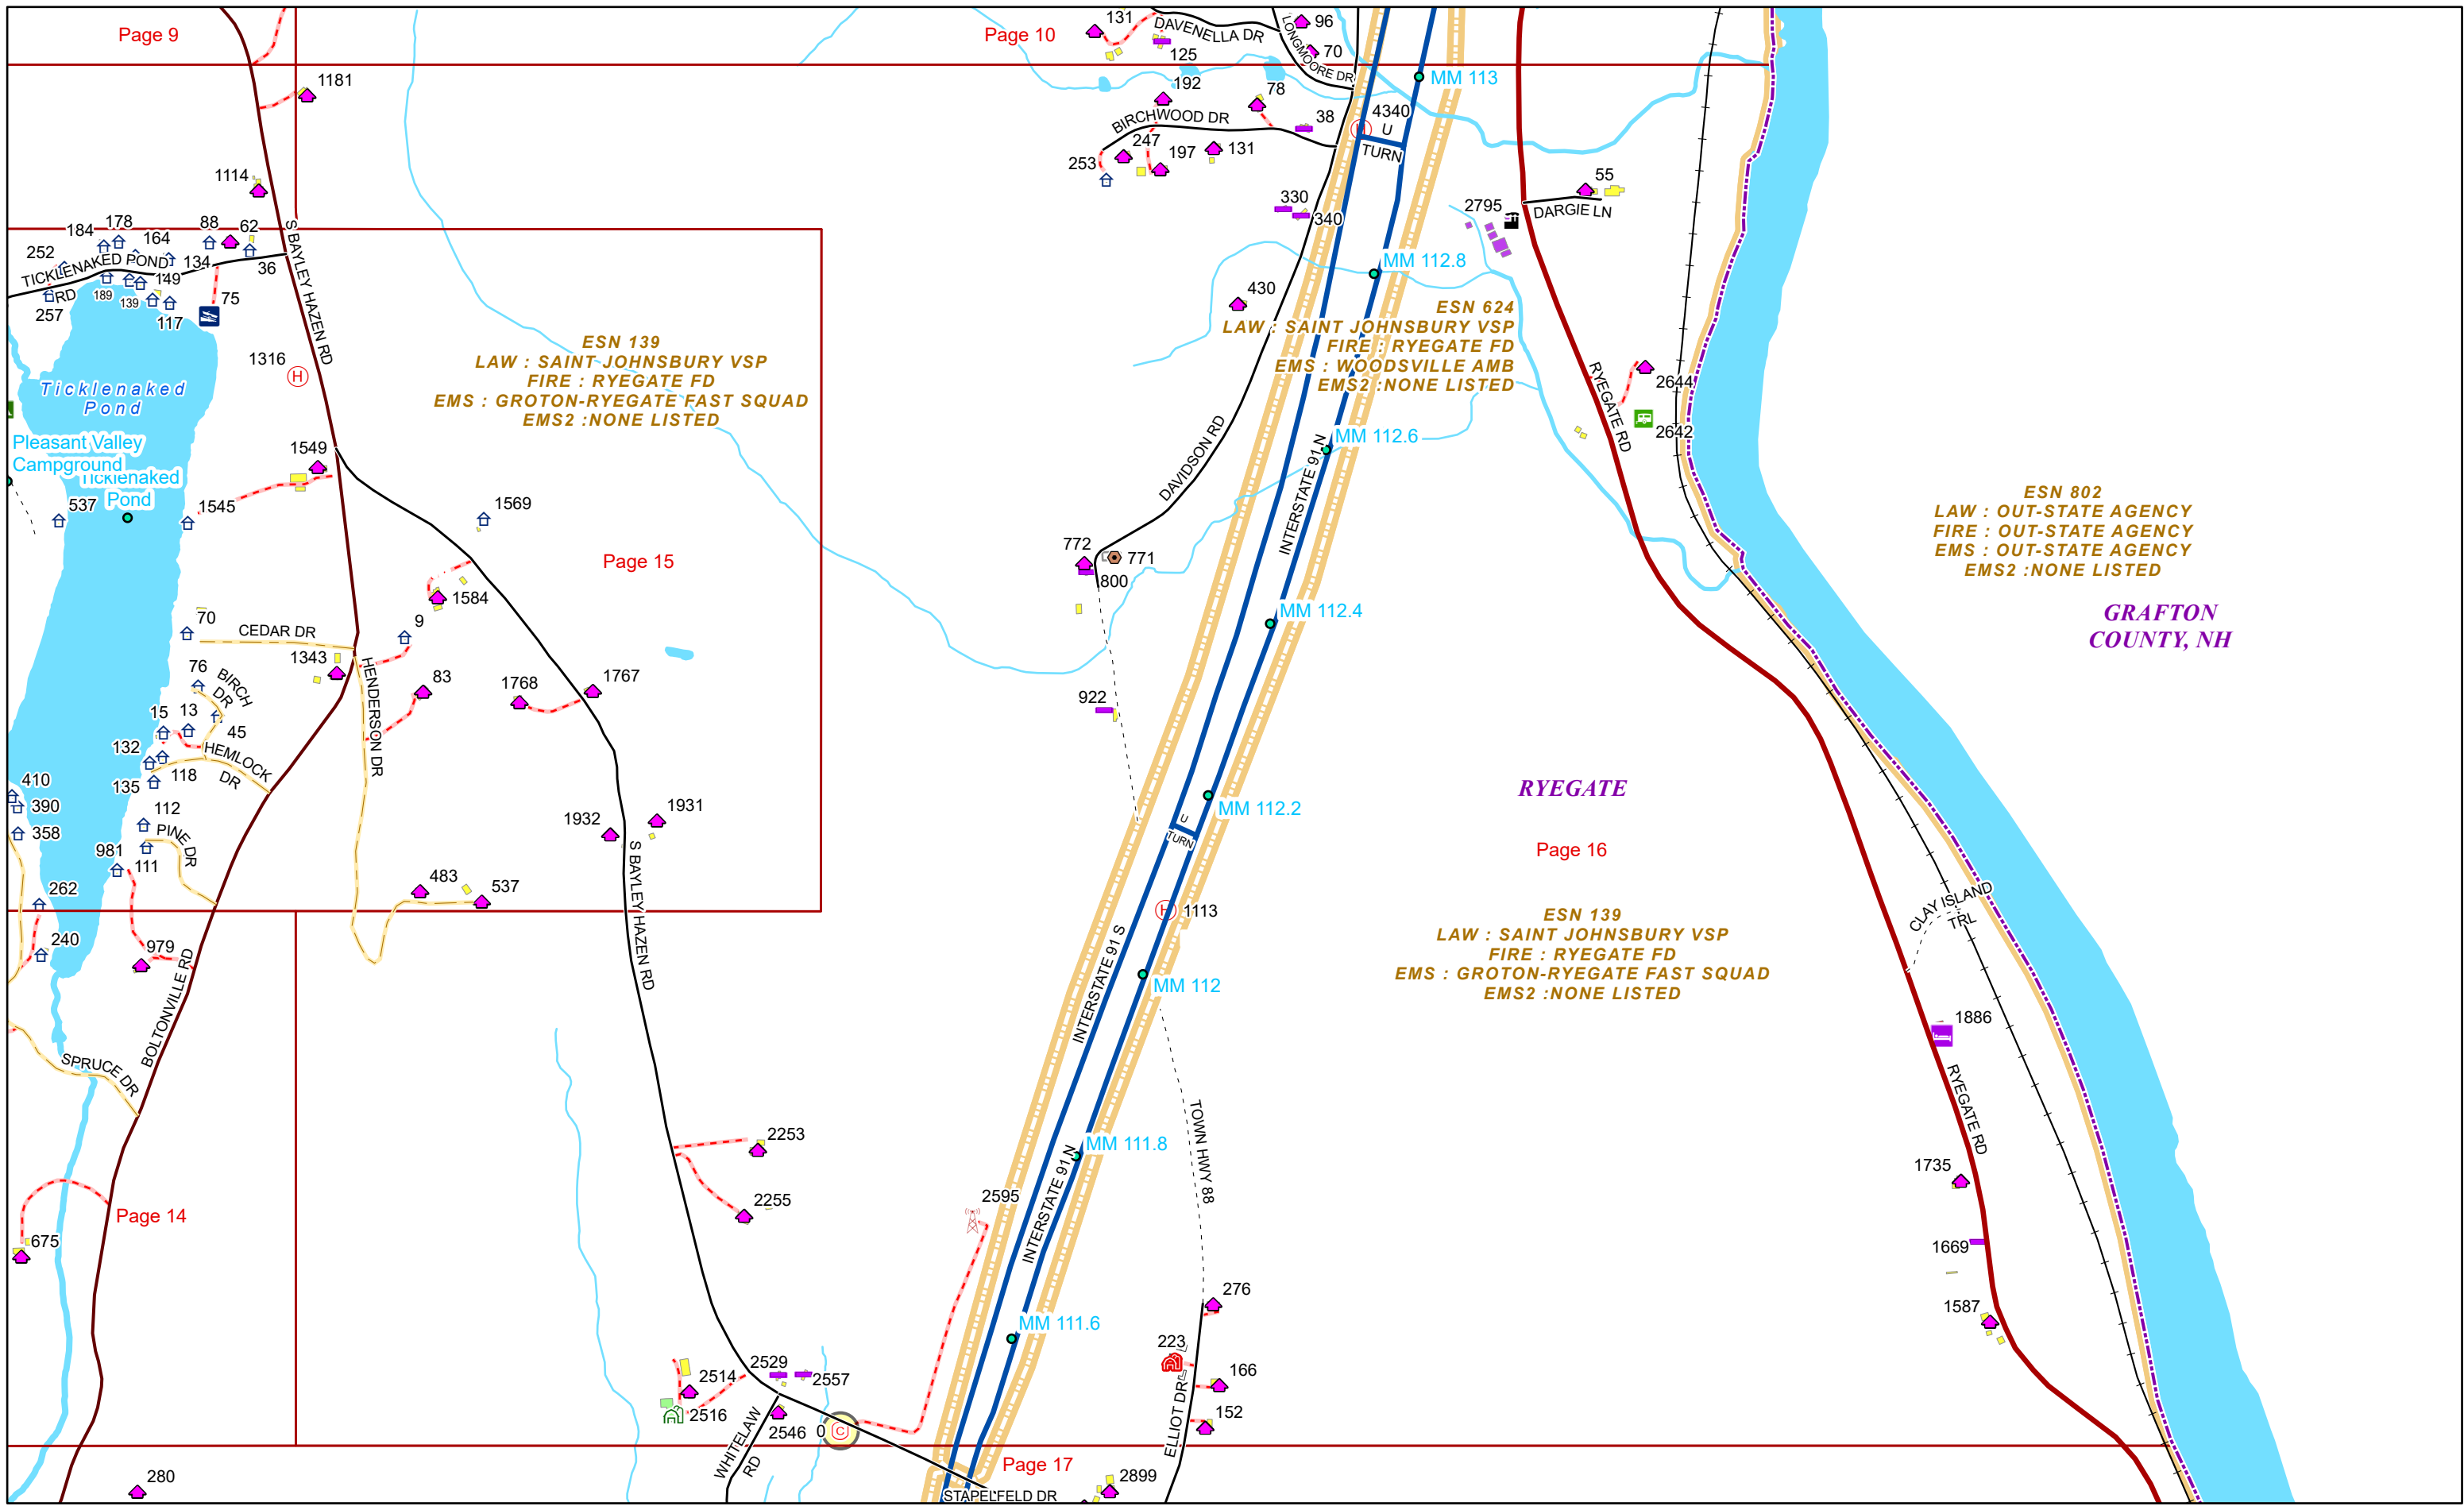 Page 9
Page 10
131
DAVENELLA DR
125
LONGMOORE DR
96
70
MM 113
1181
192
78
BIRCHWOOD DR
38
4340
H
U
TURN
247
253
197
131
1114
330
340
2795
55
DARGIE LN
184
178
164
88
62
252
TICKLENAKED POND
RD
134
36
149
189
139
257
117
75
S BAYLEY HAZEN RD
MM 112.8
430
1316
H
ESN 139
LAW : SAINT JOHNSBURY VSP
FIRE : RYEGATE FD
EMS : GROTON-RYEGATE FAST SQUAD
EMS2 :NONE LISTED
ESN 624
LAW : SAINT JOHNSBURY VSP
FIRE : RYEGATE FD
EMS : WOODSVILLE AMB
EMS2 :NONE LISTED
Ticklenaked
Pond
RYEGATE RD
2644
2642
Pleasant Valley
Campground
Ticklenaked
Pond
1549
1545
537
1569
DAVIDSON RD
MM 112.6
INTERSTATE 91 N
ESN 802
LAW : OUT-STATE AGENCY
FIRE : OUT-STATE AGENCY
EMS : OUT-STATE AGENCY
EMS2 :NONE LISTED
Page 15
772
771
800
1584
MM 112.4
GRAFTON
COUNTY, NH
70
CEDAR DR
9
1343
HENDERSON DR
83
76
BIRCH
DR
1768
1767
922
15
13
45
132
HEMLOCK
DR
118
135
410
390
358
112
PINE DR
981
111
1932
1931
MM 112.2
U
TURN
RYEGATE
Page 16
262
483
537
S BAYLEY HAZEN RD
H
1113
CLAY ISLAND
TRL
240
979
BOLTONVILLE RD
INTERSTATE 91 S
MM 112
ESN 139
LAW : SAINT JOHNSBURY VSP
FIRE : RYEGATE FD
EMS : GROTON-RYEGATE FAST SQUAD
EMS2 :NONE LISTED
SPRUCE DR
1886
RYEGATE RD
2253
MM 111.8
TOWN HWY 88
1735
2255
2595
INTERSTATE 91 N
Page 14
675
1669
276
1587
MM 111.6
223
166
2514
2529
2557
2516
2546
0
C
152
ELLIOT DR
WHITELAW
RD
Page 17
280
2899
STAPELFELD DR